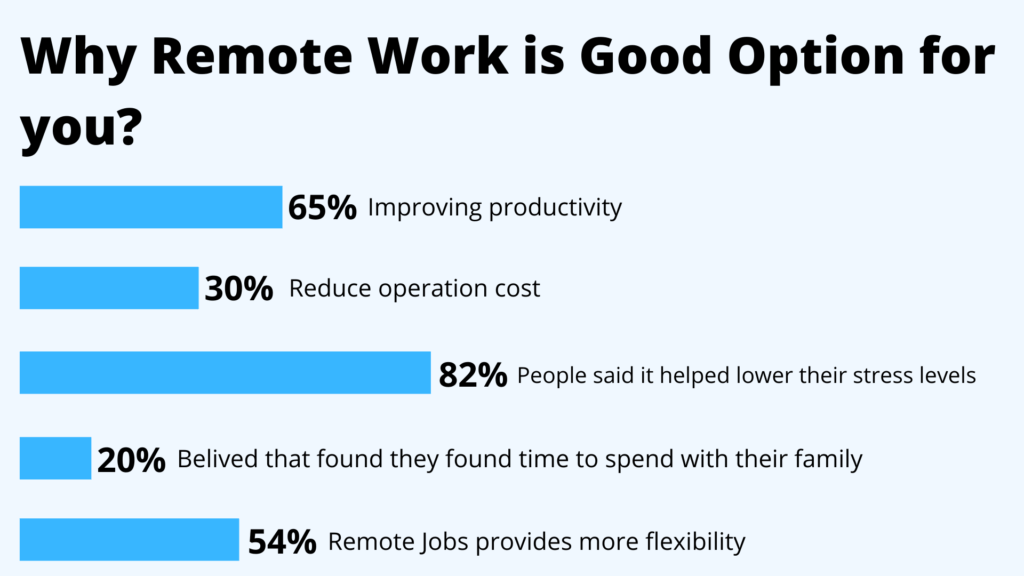 Why Remote Work is Good Option for
you?
65% Improving productivity
30% Reduce operation cost
82% People said it helped lower their stress levels
20% Belived that found they found time to spend with their family
54% Remote Jobs provides more flexibility